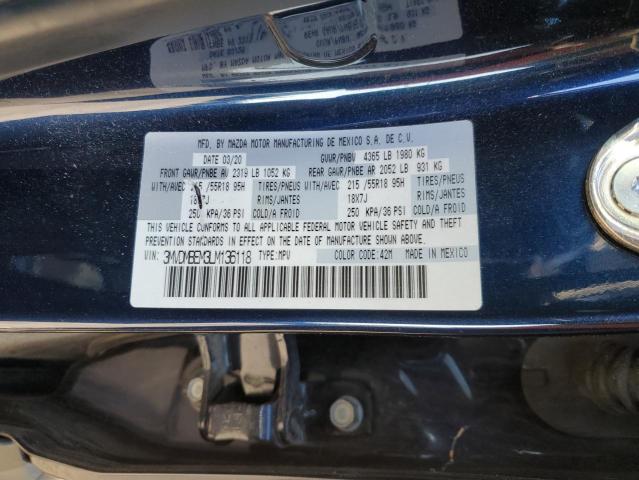 MFD. BY MAZDA MOTOR MANUFACTURING DE MEXICO S.A. DE C.V.
DATE 03/20 GVWR/PNBV 4365 LB 1980 KG
FRONT GAWR/PNBE AV 2319 LB 1052 KG REAR GAWR/PNBE AR 2052 LB 931 KG
WITH/AVEC 215 /55R18 95H TIRES/PNEUS WITH/AVEC 215 /55R18 95H TIRES/PNEUS
18 J RIMS/JANTES 18X7J RIMS/JANTES
250 KPA/36 PSI COLD/A FROID 250 KPA/36 PSI COLD/A FROID
THIS VEHICLE CONFORMS TO ALL APPLICABLE FEDERAL MOTOR VEHICLE SAFETY, BUMPER, AND THEFT
PREVENTION STANDARDS IN EFFECT ON THE DATE OF MANUFACTURE SHOWN ABOVE.
VIN: 3MVDMBEM3LM136118 TYPE:MPV COLOR CODE:42M MADE IN MEXICO